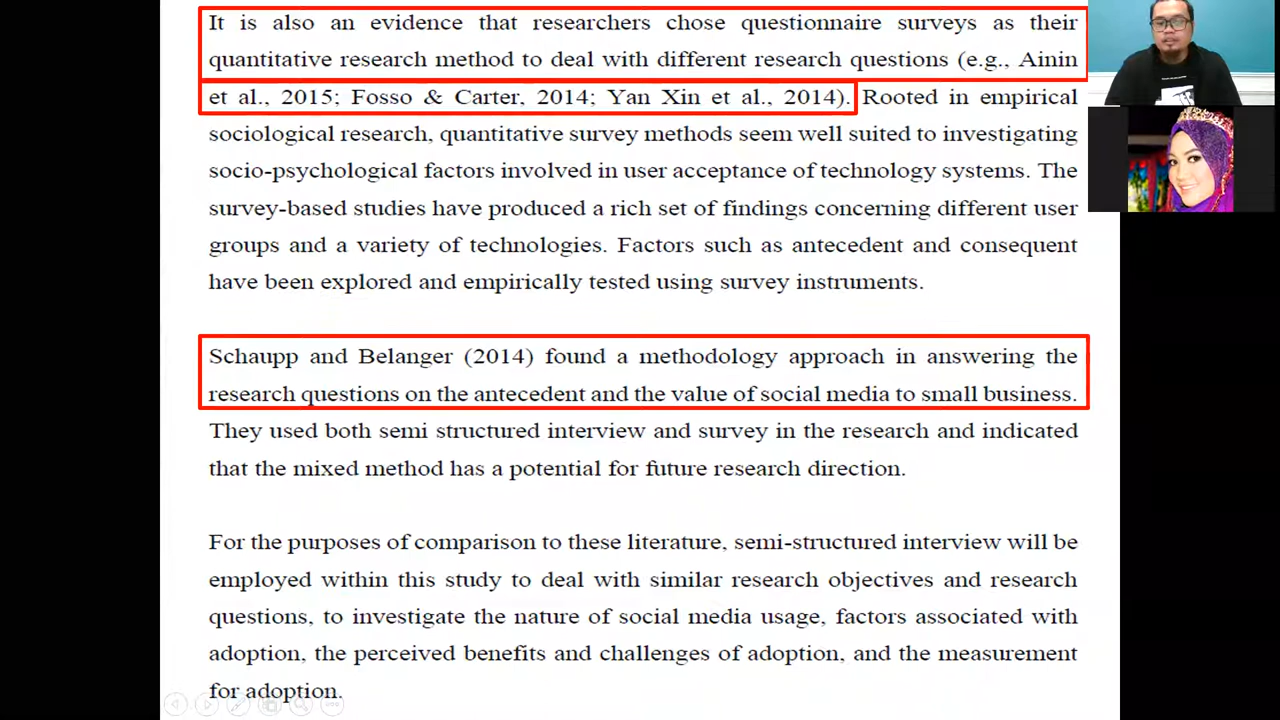 It is also an evidence that researchers chose questionnaire surveys as their
quantitative research method to deal with different research questions (e.g., Ainin
et al., 2015; Fosso & Carter, 2014; Yan Xin et al., 2014). Rooted in empirical
sociological research, quantitative survey methods seem well suited to investigating
socio-psychological factors involved in user acceptance of technology systems. The
survey-based studies have produced a rich set of findings concerning different user
groups and a variety of technologies. Factors such as antecedent and consequent
have been explored and empirically tested using survey instruments.
Schaupp and Belanger (2014) found a methodology approach in answering the
research questions on the antecedent and the value of social media to small business.
They used both semi structured interview and survey in the research and indicated
that the mixed method has a potential for future research direction.
For the purposes of comparison to these literature, semi-structured interview will be
employed within this study to deal with similar research objectives and research
questions, to investigate the nature of social media usage, factors associated with
adoption, the perceived benefits and challenges of adoption, and the measurement
for adoption.